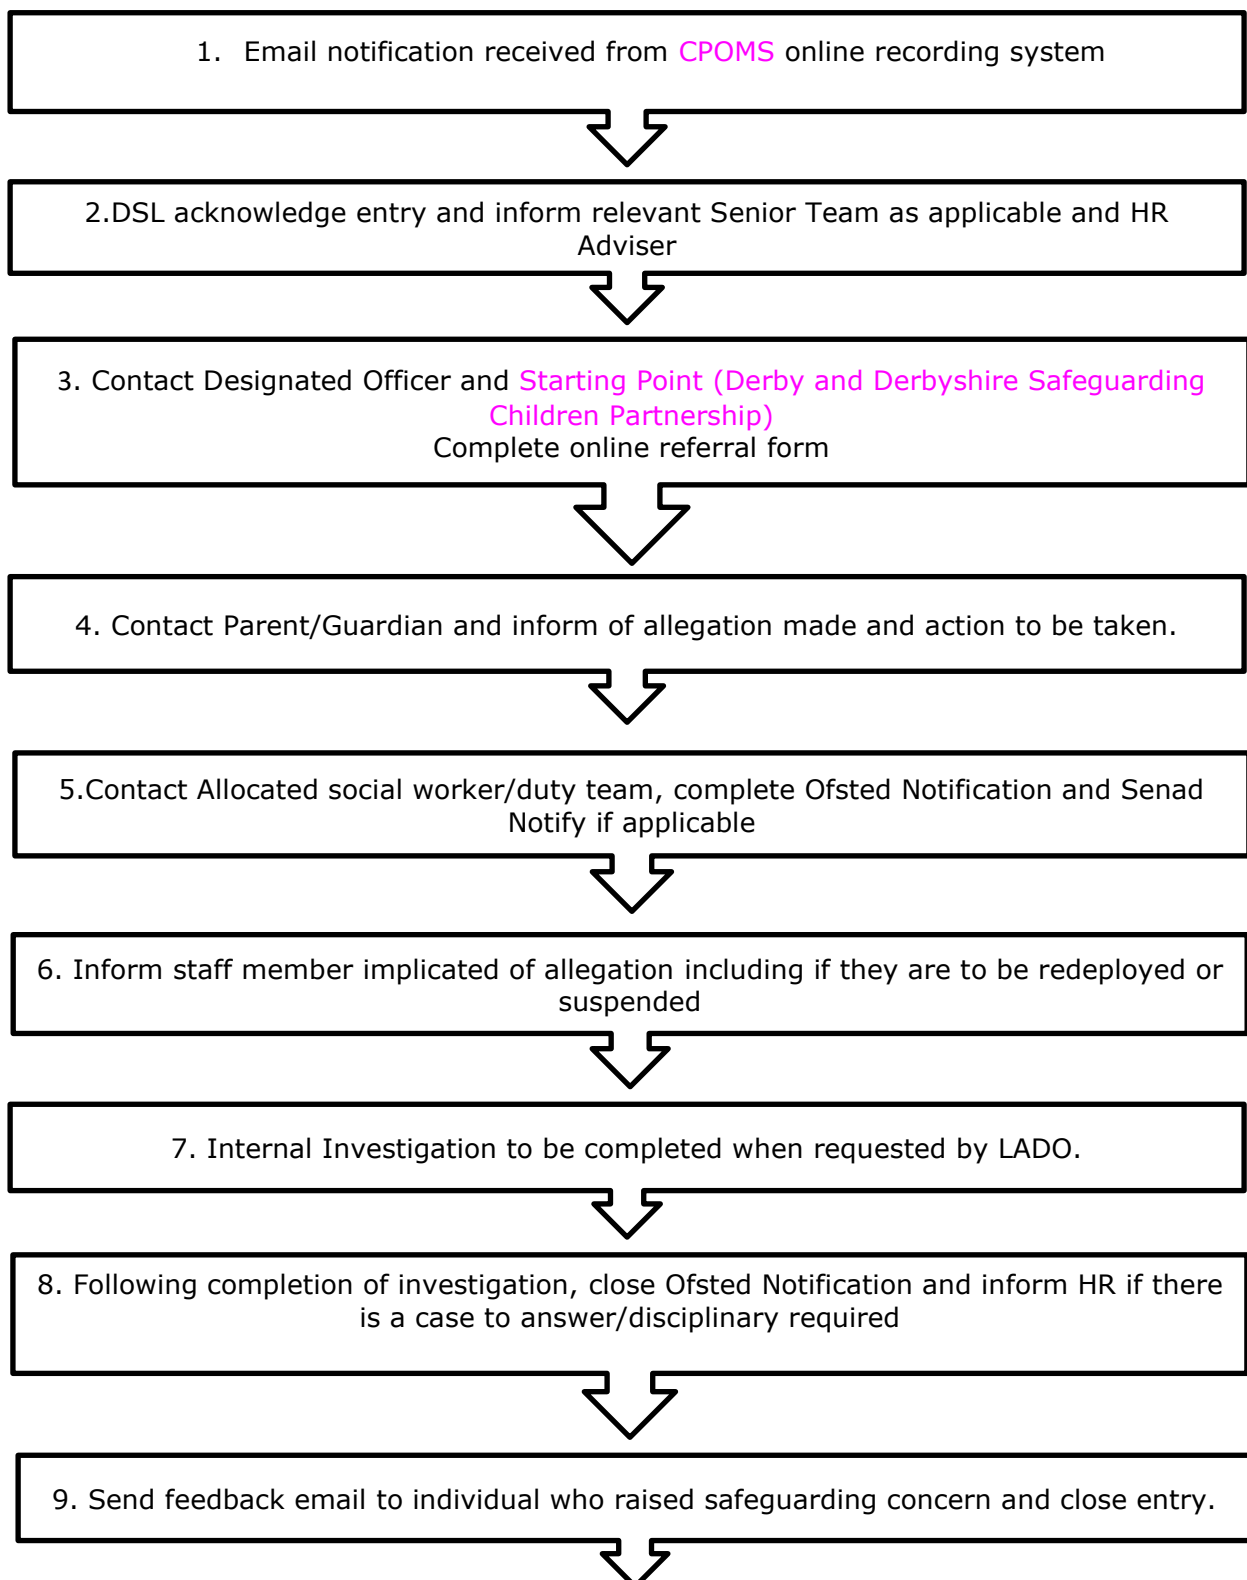 1. Email notification received from CPOMS online recording system
2.DSL acknowledge entry and inform relevant Senior Team as applicable and HR
Adviser
3. Contact Designated Officer and Starting Point (Derby and Derbyshire Safeguarding
Children Partnership)
Complete online referral form
4. Contact Parent/Guardian and inform of allegation made and action to be taken.
5.Contact Allocated social worker/duty team, complete Ofsted Notification and Senad
Notify if applicable
6. Inform staff member implicated of allegation including if they are to be redeployed or
suspended
7. Internal Investigation to be completed when requested by LADO.
8. Following completion of investigation, close Ofsted Notification and inform HR if there
is a case to answer/disciplinary required
9. Send feedback email to individual who raised safeguarding concern and close entry.